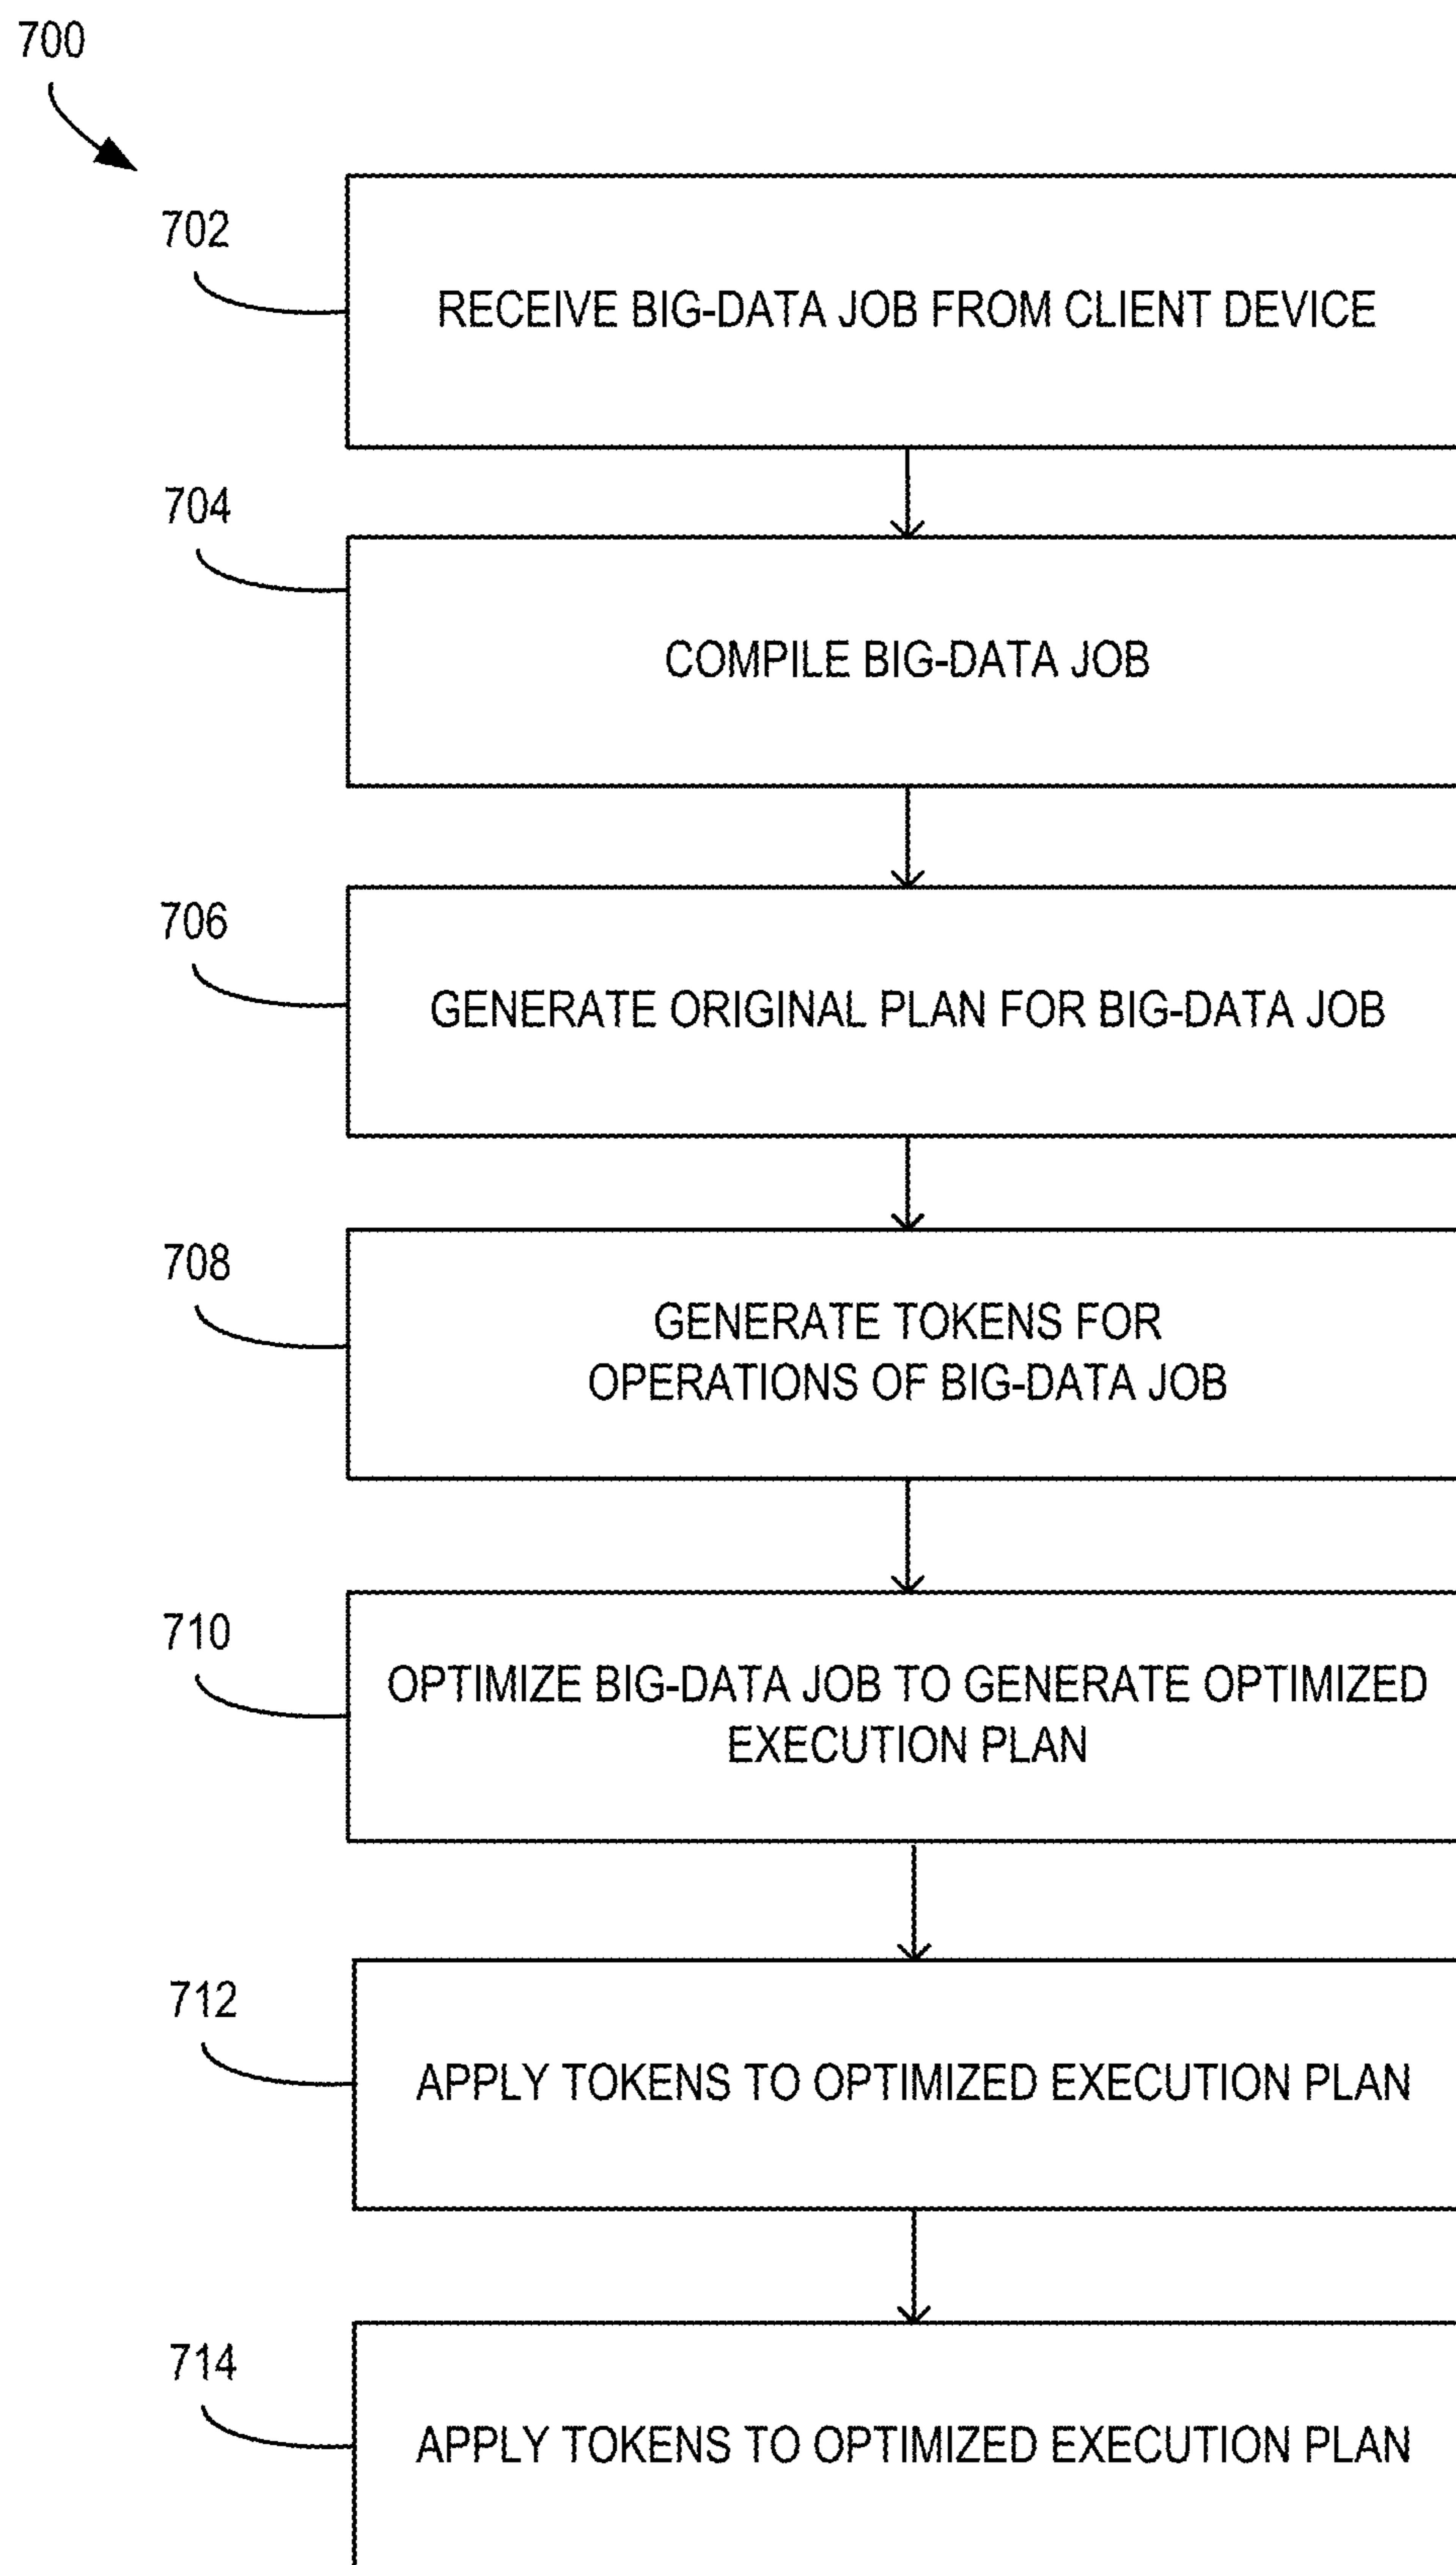 700
702
RECEIVE BIG-DATA JOB FROM CLIENT DEVICE
704
COMPILE BIG-DATA JOB
706
GENERATE ORIGINAL PLAN FOR BIG-DATA JOB
708
GENERATE TOKENS FOR
OPERATIONS OF BIG-DATA JOB
710
OPTIMIZE BIG-DATA JOB TO GENERATE OPTIMIZED
EXECUTION PLAN
712
APPLY TOKENS TO OPTIMIZED EXECUTION PLAN
714
APPLY TOKENS TO OPTIMIZED EXECUTION PLAN